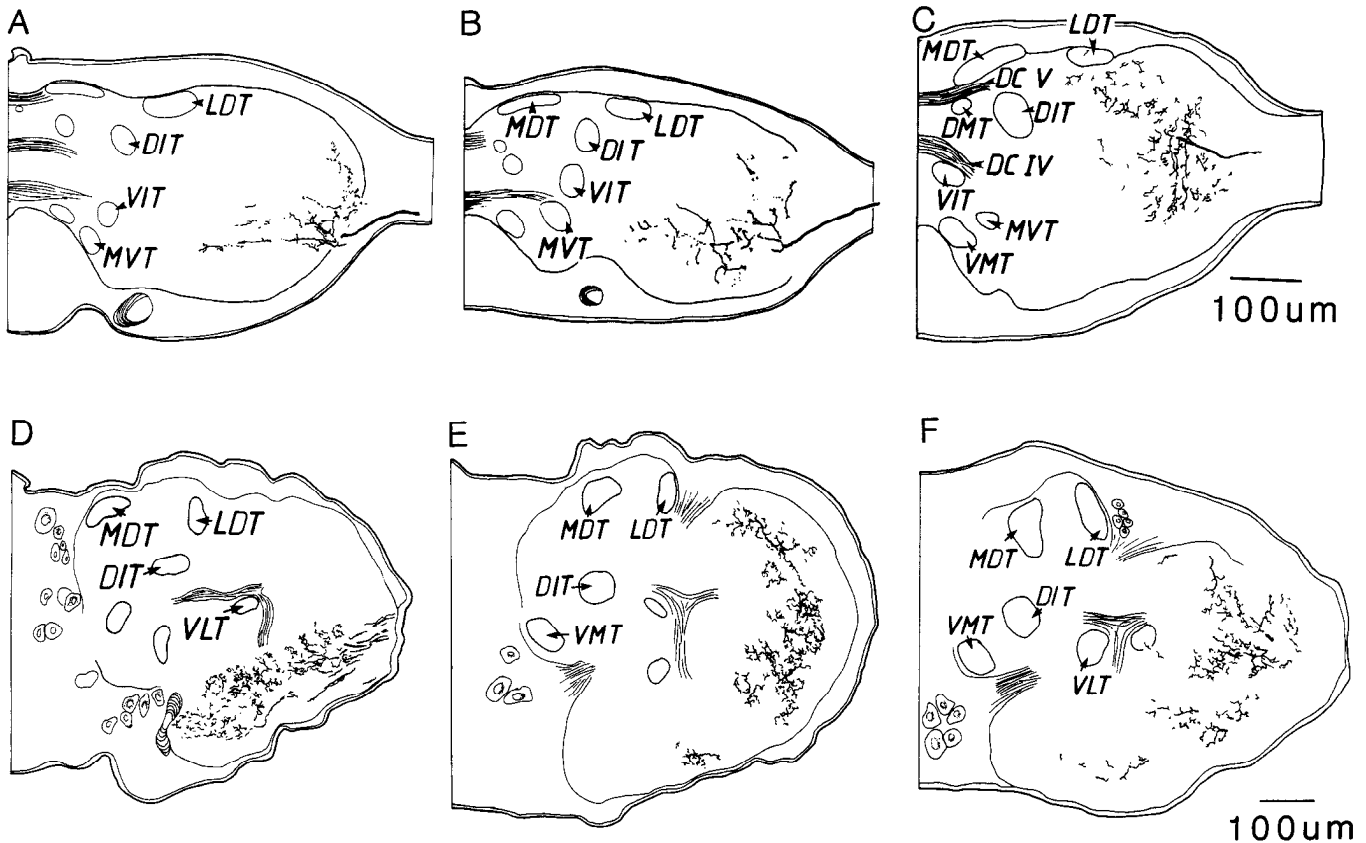 A
LDT
DIT
VIT
MVT
B
MDT
LDT
DIT
VIT
MVT
C
LDT
MDT
DC V
DMT
DIT
DC IV
VIT
MVT
VMT
100um
D
MDT
LDT
DIT
VLT
E
MDT
LDT
DIT
VMT
F
MDT
LDT
DIT
VMT
VLT
100um